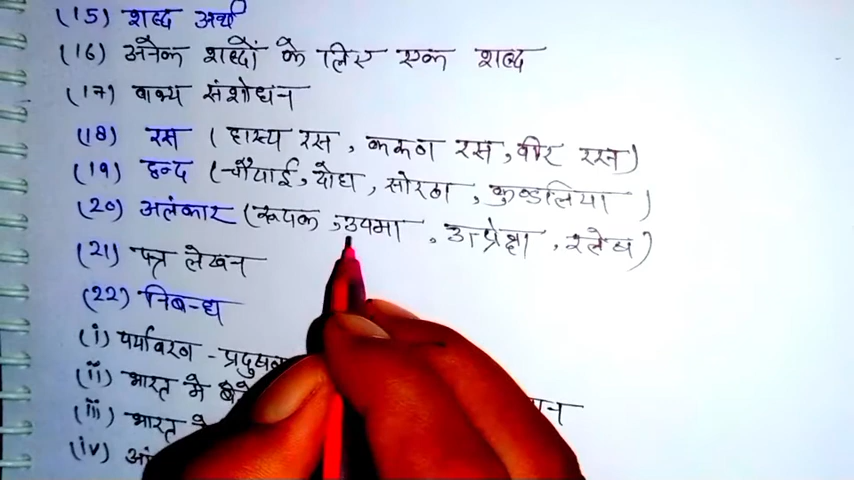 (15) शब्द अर्थ
(16) अनेक शब्दों के लिए एक शब्द
(17) वाक्य संशोधन
(18) रस (हास्य रस, करूण रस, वीर रस)
(19) छन्द (चौपाई, दोहा, सोरठा, कुण्डलिया)
(20) अलंकार (रूपक, उपमा, उत्प्रेक्षा, श्लेष)
(21) पत्र लेखन
(22) निबन्ध
(i) पर्यावरण - प्रदुषण
(ii) भारत मे
(iii) भारत
(iv)